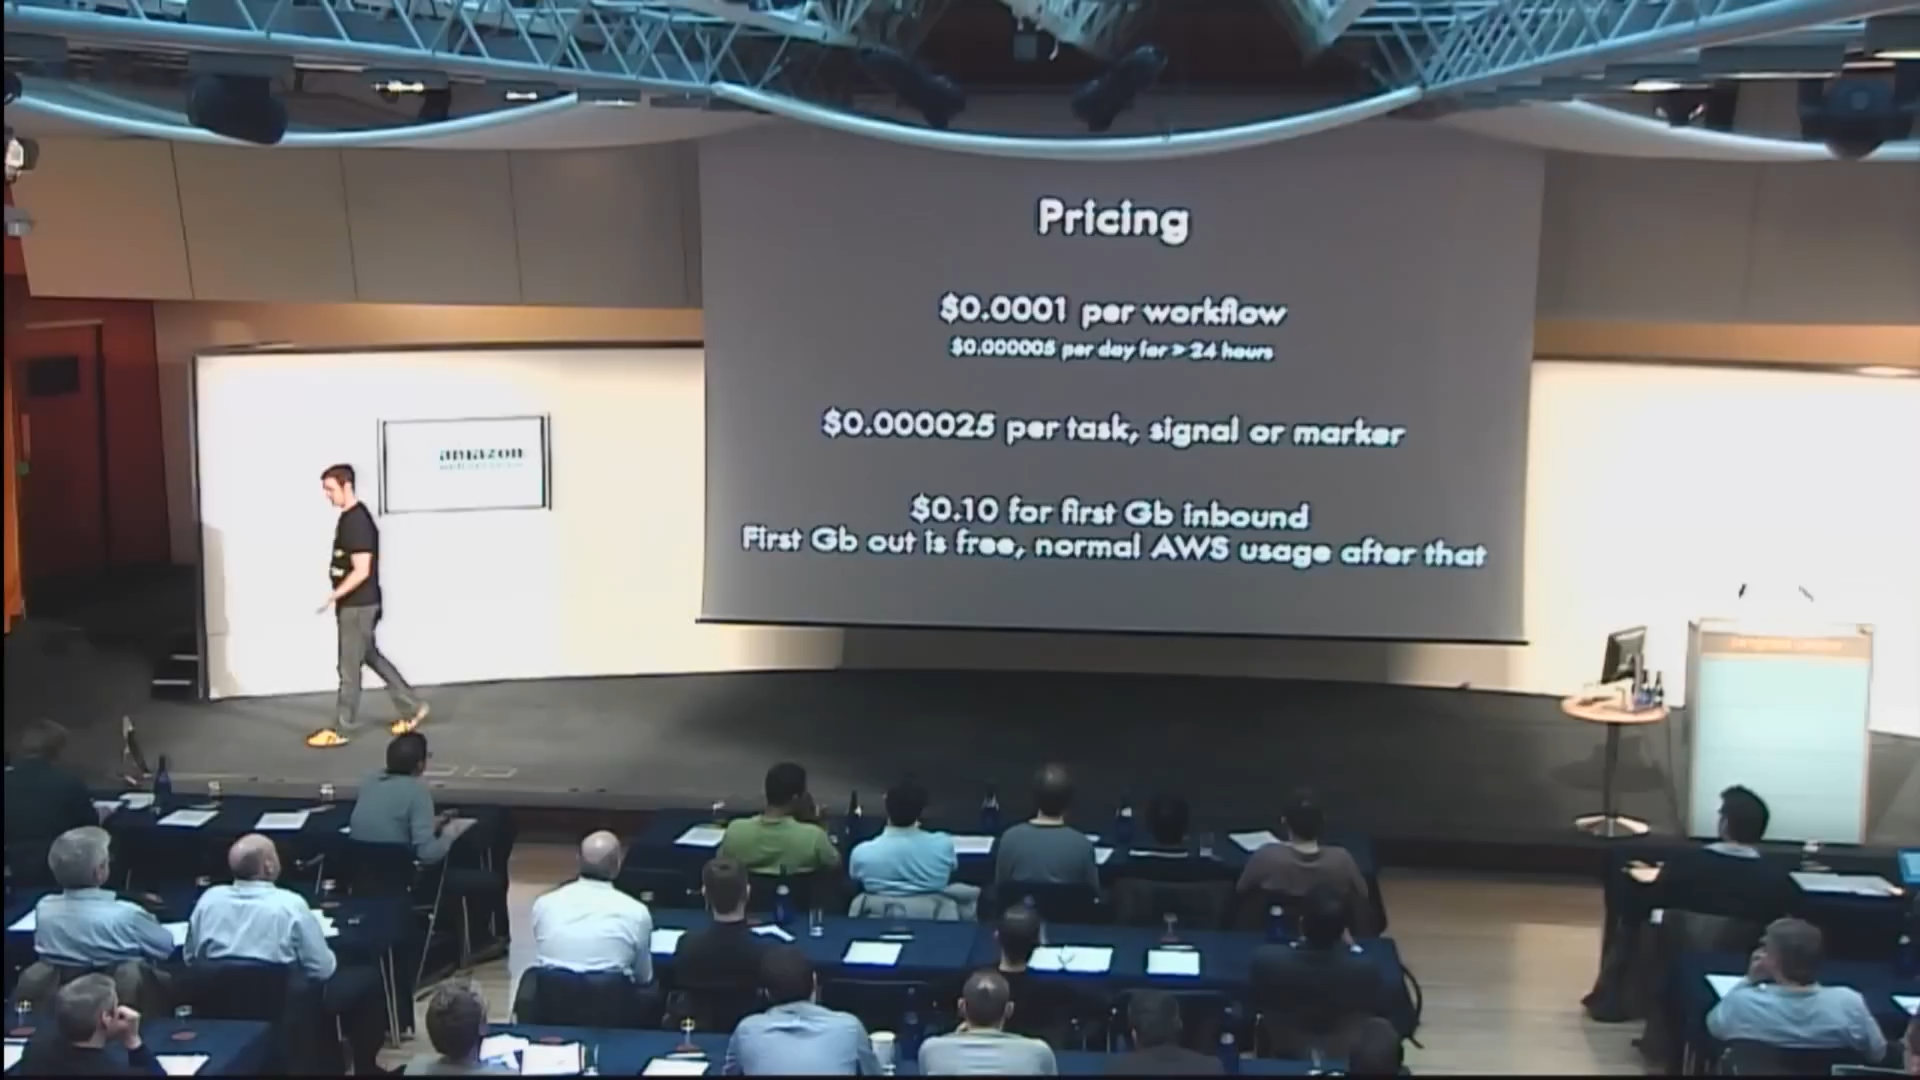 Pricing
$0.0001 per workflow
$0.000005 per day for > 24 hours
$0.000025 per task, signal or marker
$0.10 for first Gb inbound
First Gb out is free, normal AWS usage after that
amazon